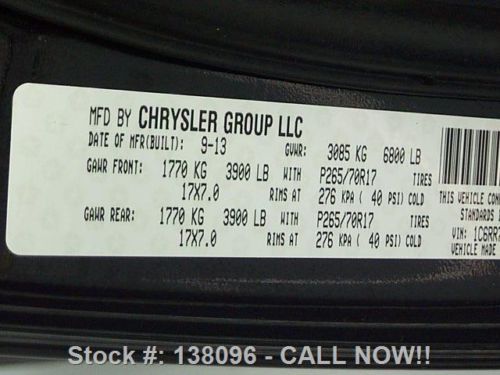 MFD BY CHRYSLER GROUP LLC
DATE OF MFR(BUILT): 9-13 GVWR: 3085 KG 6800 LB
GAWR FRONT: 1770 KG 3900 LB WITH P265/70R17 TIRES
17X7.0 RIMS AT 276 KPA ( 40 PSI) COLD
GAWR REAR: 1770 KG 3900 LB WITH P265/70R17 TIRES
17X7.0 RIMS AT 276 KPA ( 40 PSI) COLD
THIS VEHICLE CON
STANDARDS
VIN: 1C6RR7
VEHICLE MADE
Stock #: 138096 - CALL NOW!!